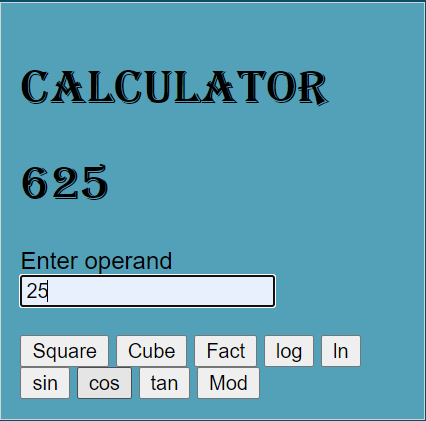 CALCULATOR
625
Enter operand
25
Square Cube Fact log ln
sin cos tan Mod